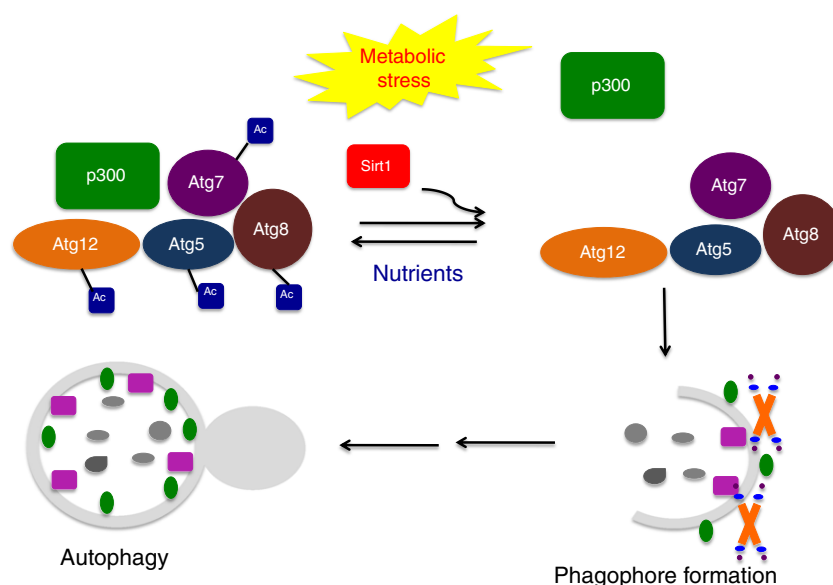 Metabolic
stress
p300
Ac
p300
Atg7
Sirt1
Atg7
Atg8
Atg12
Atg5
Atg8
Atg12
Atg5
Nutrients
Ac
Ac
Ac
Autophagy
Phagophore formation